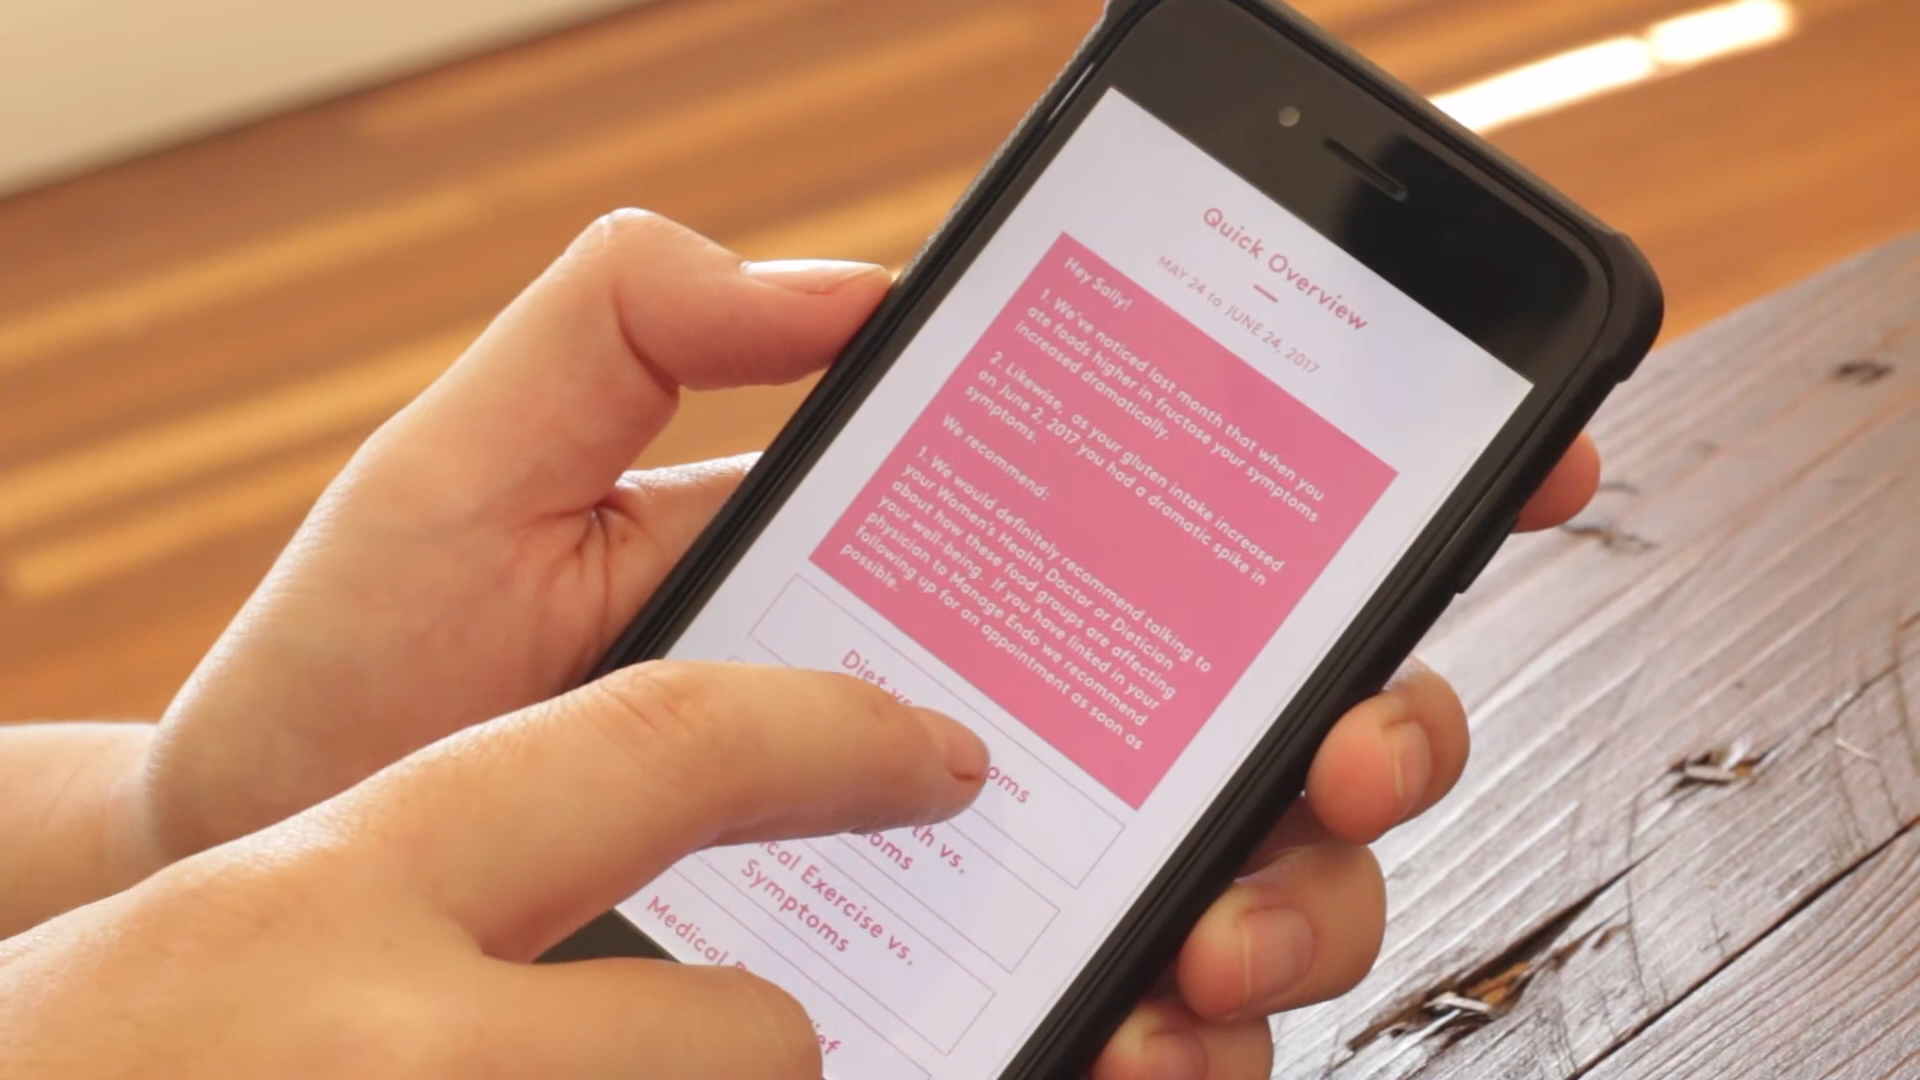 Quick Overview
MAY 24 to JUNE 24, 2017
Hey Sally!
1. We've noticed last month that when you
ate foods higher in fructose your symptoms
increased dramatically.
2. Likewise, as your gluten intake increased
on June 2, 2017 you had a dramatic spike in
symptoms.
We recommend:
1. We would definitely recommend talking to
your Women's Health Doctor or Dietician
about how these food groups are affecting
your well-being. If you have linked in your
physician to Manage Endo we recommend
following up for an appointment as soon as
possible.
Diet
vs.
Exercise vs.
Symptoms
Medical